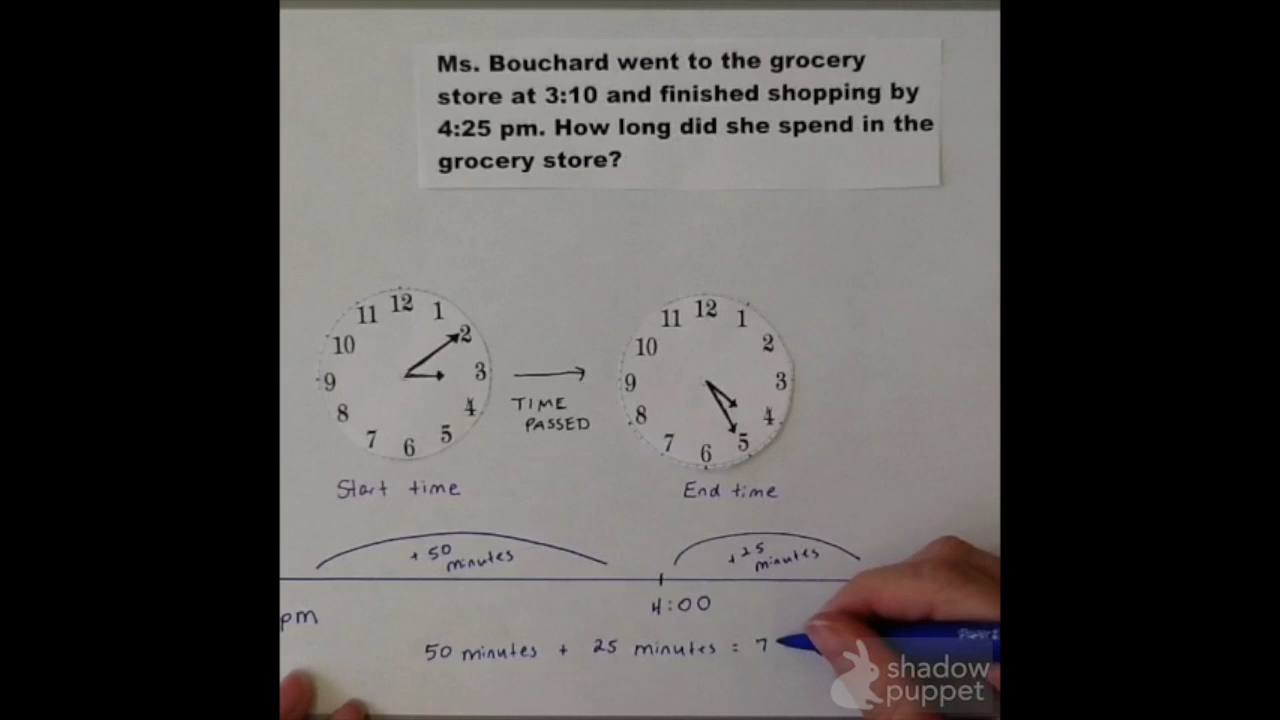 Ms. Bouchard went to the grocery
store at 3:10 and finished shopping by
4:25 pm. How long did she spend in the
grocery store?
12
11 1
10 2
9 3
8 4
7 5
6
TIME
PASSED
12
11 1
10 2
9 3
8 4
7 5
6
Start time
End time
+ 50
minutes
+ 25
minutes
pm
4:00
50 minutes + 25 minutes = 7
shadow
puppet